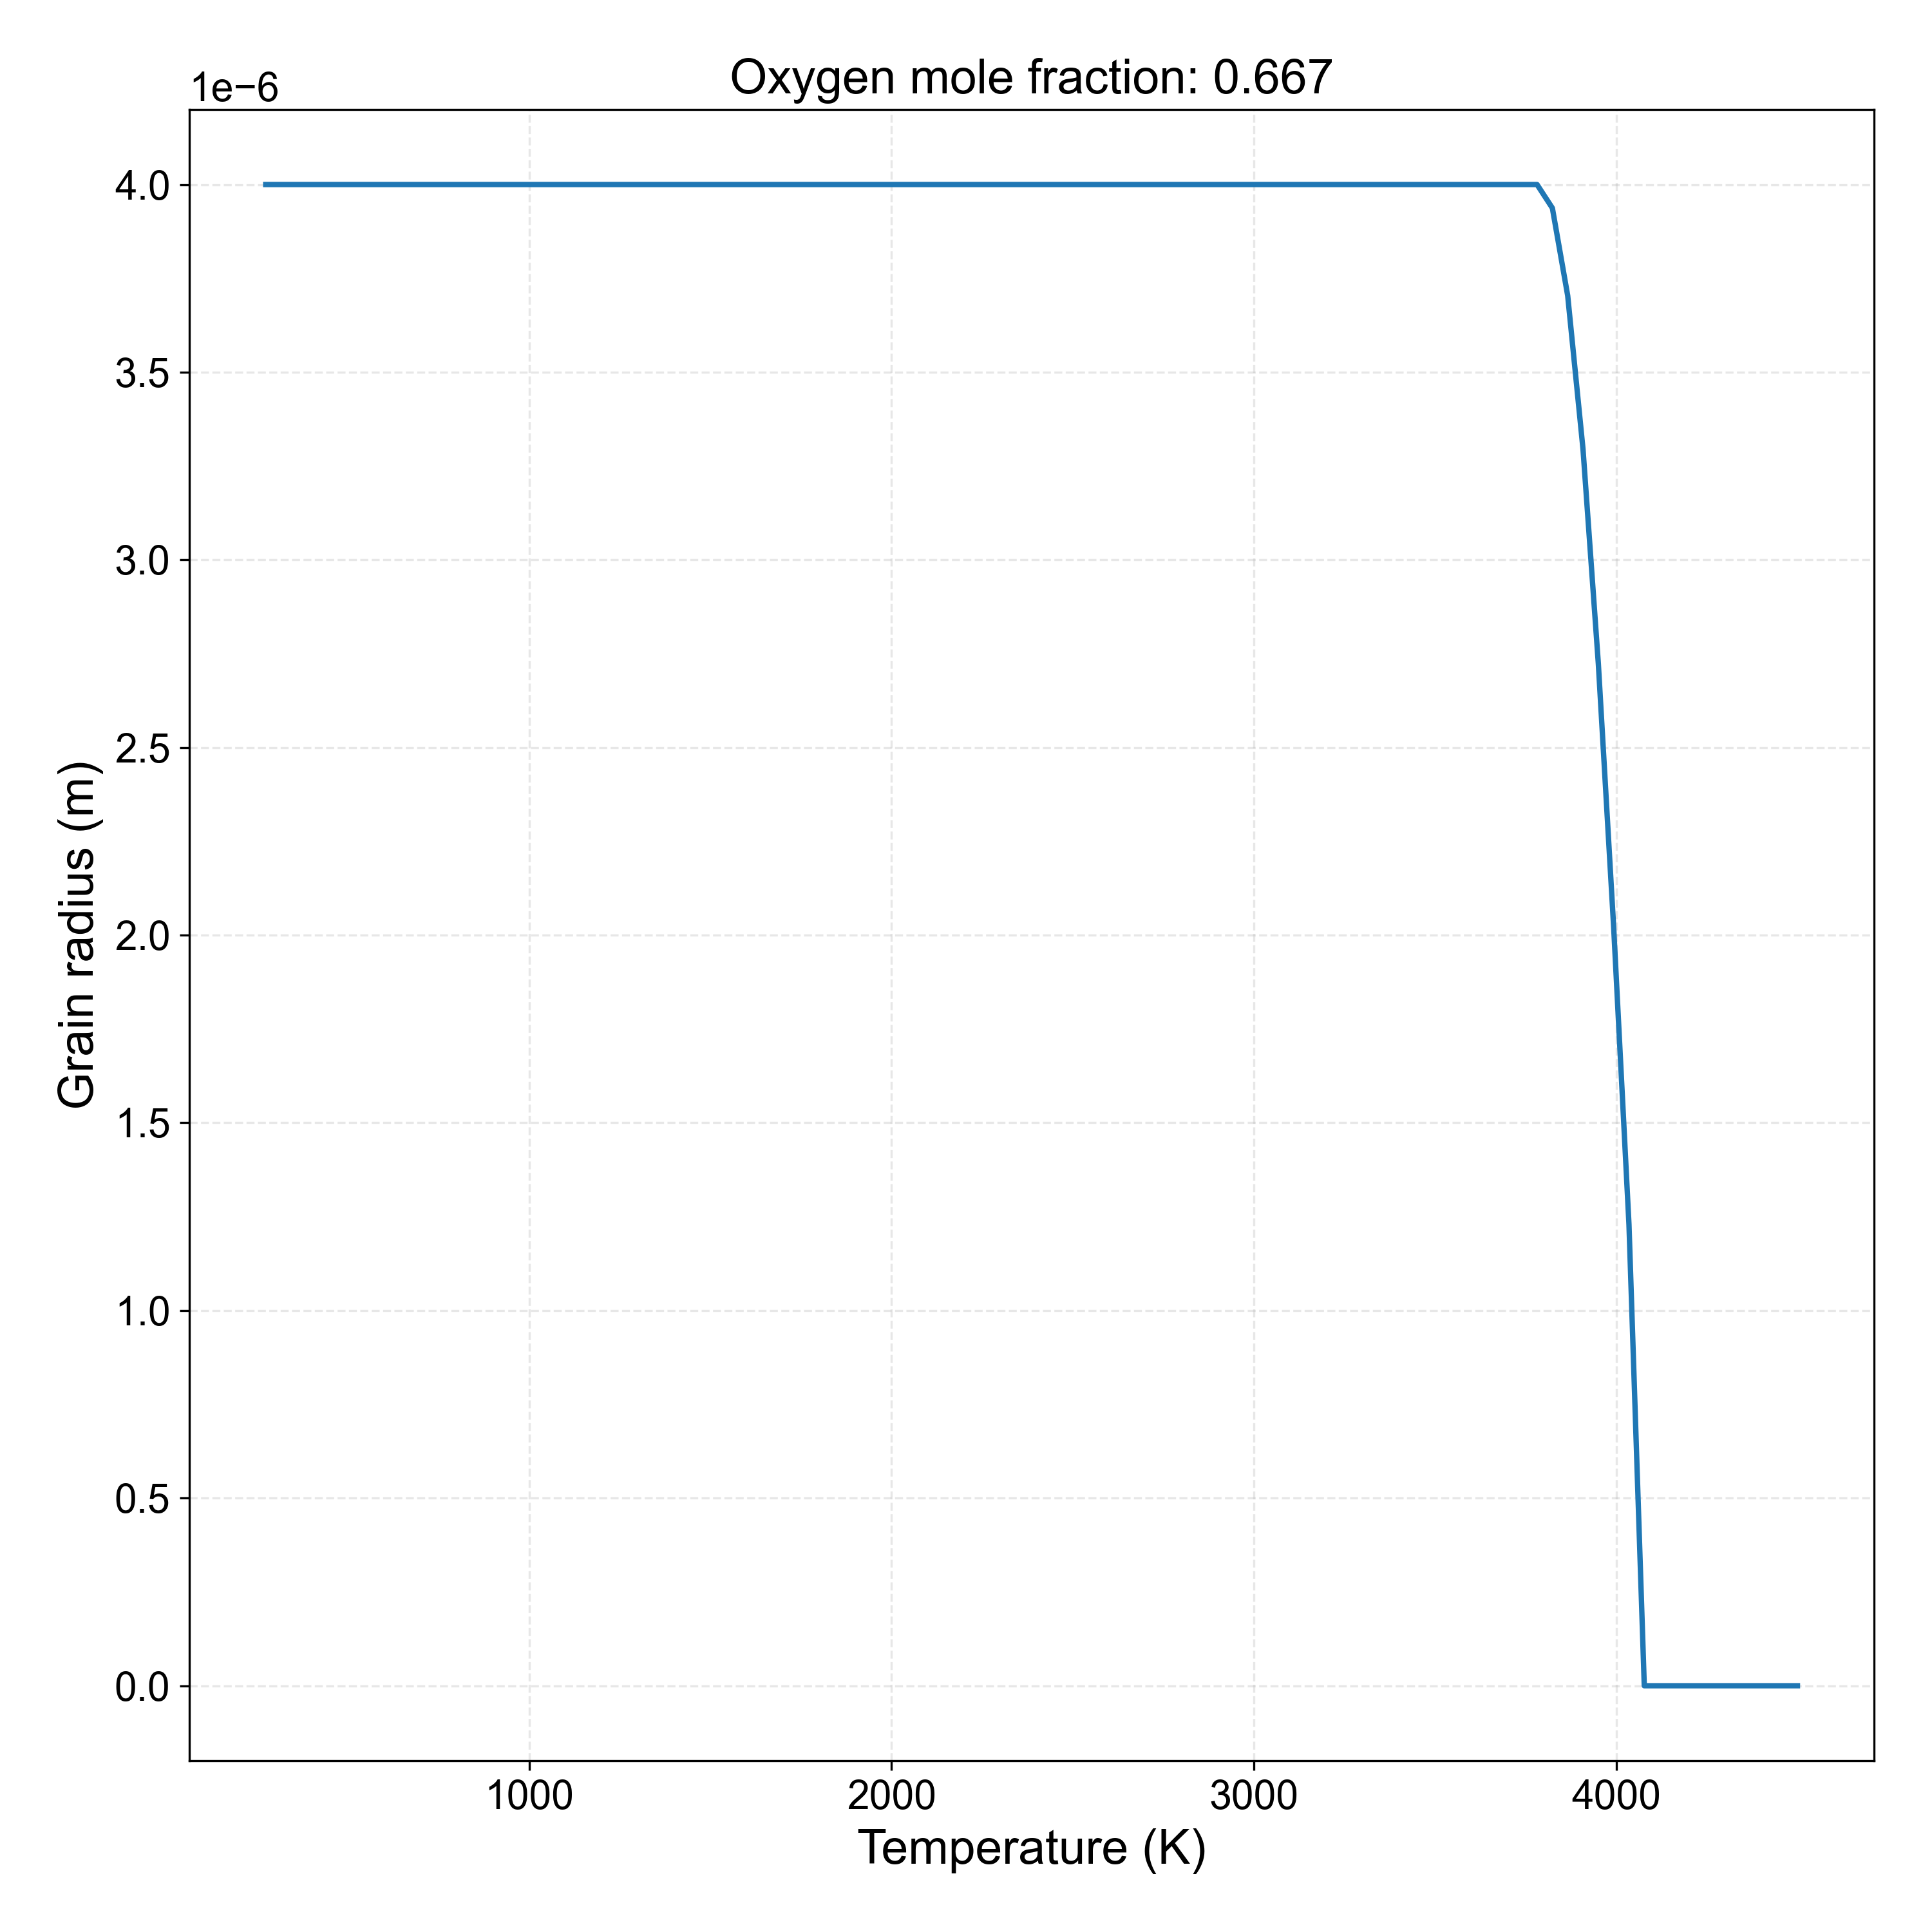 Oxygen mole fraction: 0.667
1e−6
4.0
3.5
3.0
2.5
2.0
1.5
1.0
0.5
0.0
Grain radius (m)
1000 2000 3000 4000
Temperature (K)